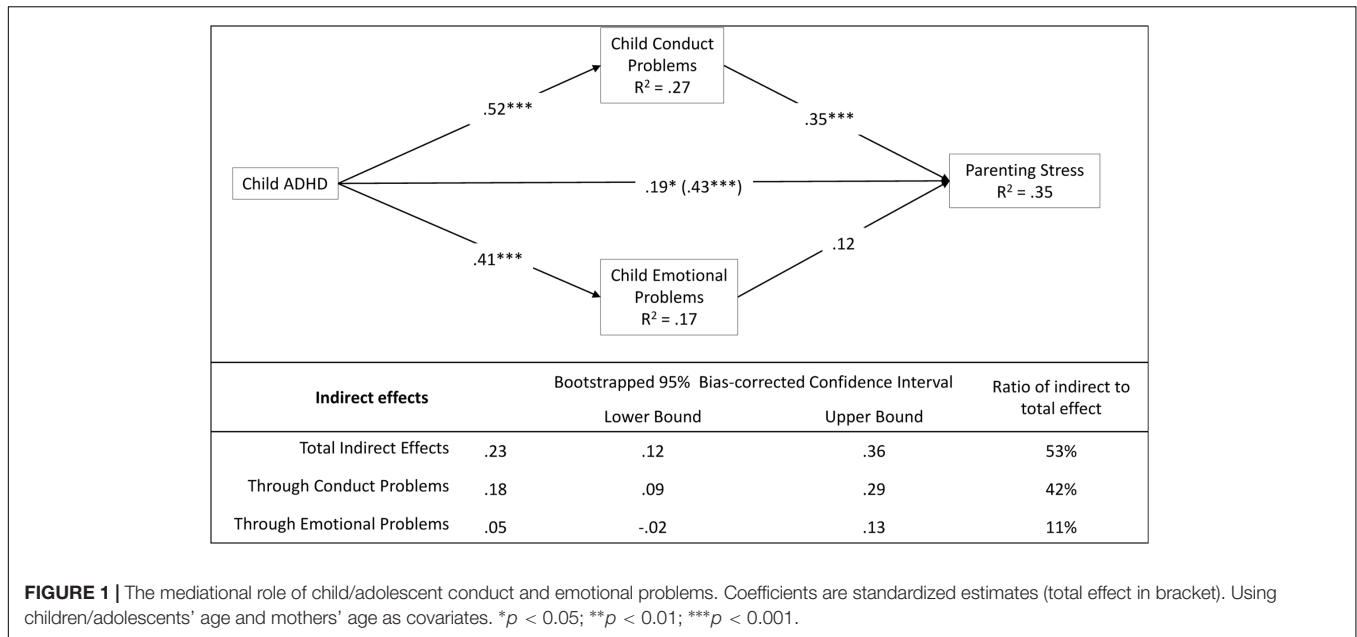 Child Conduct
Problems
R² = .27
.52***
.35***
Child ADHD
.19* (.43***)
Parenting Stress
R² = .35
.41***
.12
Child Emotional
Problems
R² = .17
Indirect effects
Bootstrapped 95% Bias-corrected Confidence Interval
Ratio of indirect to
total effect
Lower Bound Upper Bound
Total Indirect Effects .23 .12 .36 53%
Through Conduct Problems .18 .09 .29 42%
Through Emotional Problems .05 -.02 .13 11%
FIGURE 1 | The mediational role of child/adolescent conduct and emotional problems. Coefficients are standardized estimates (total effect in bracket). Using
children/adolescents' age and mothers' age as covariates. *p < 0.05; **p < 0.01; ***p < 0.001.